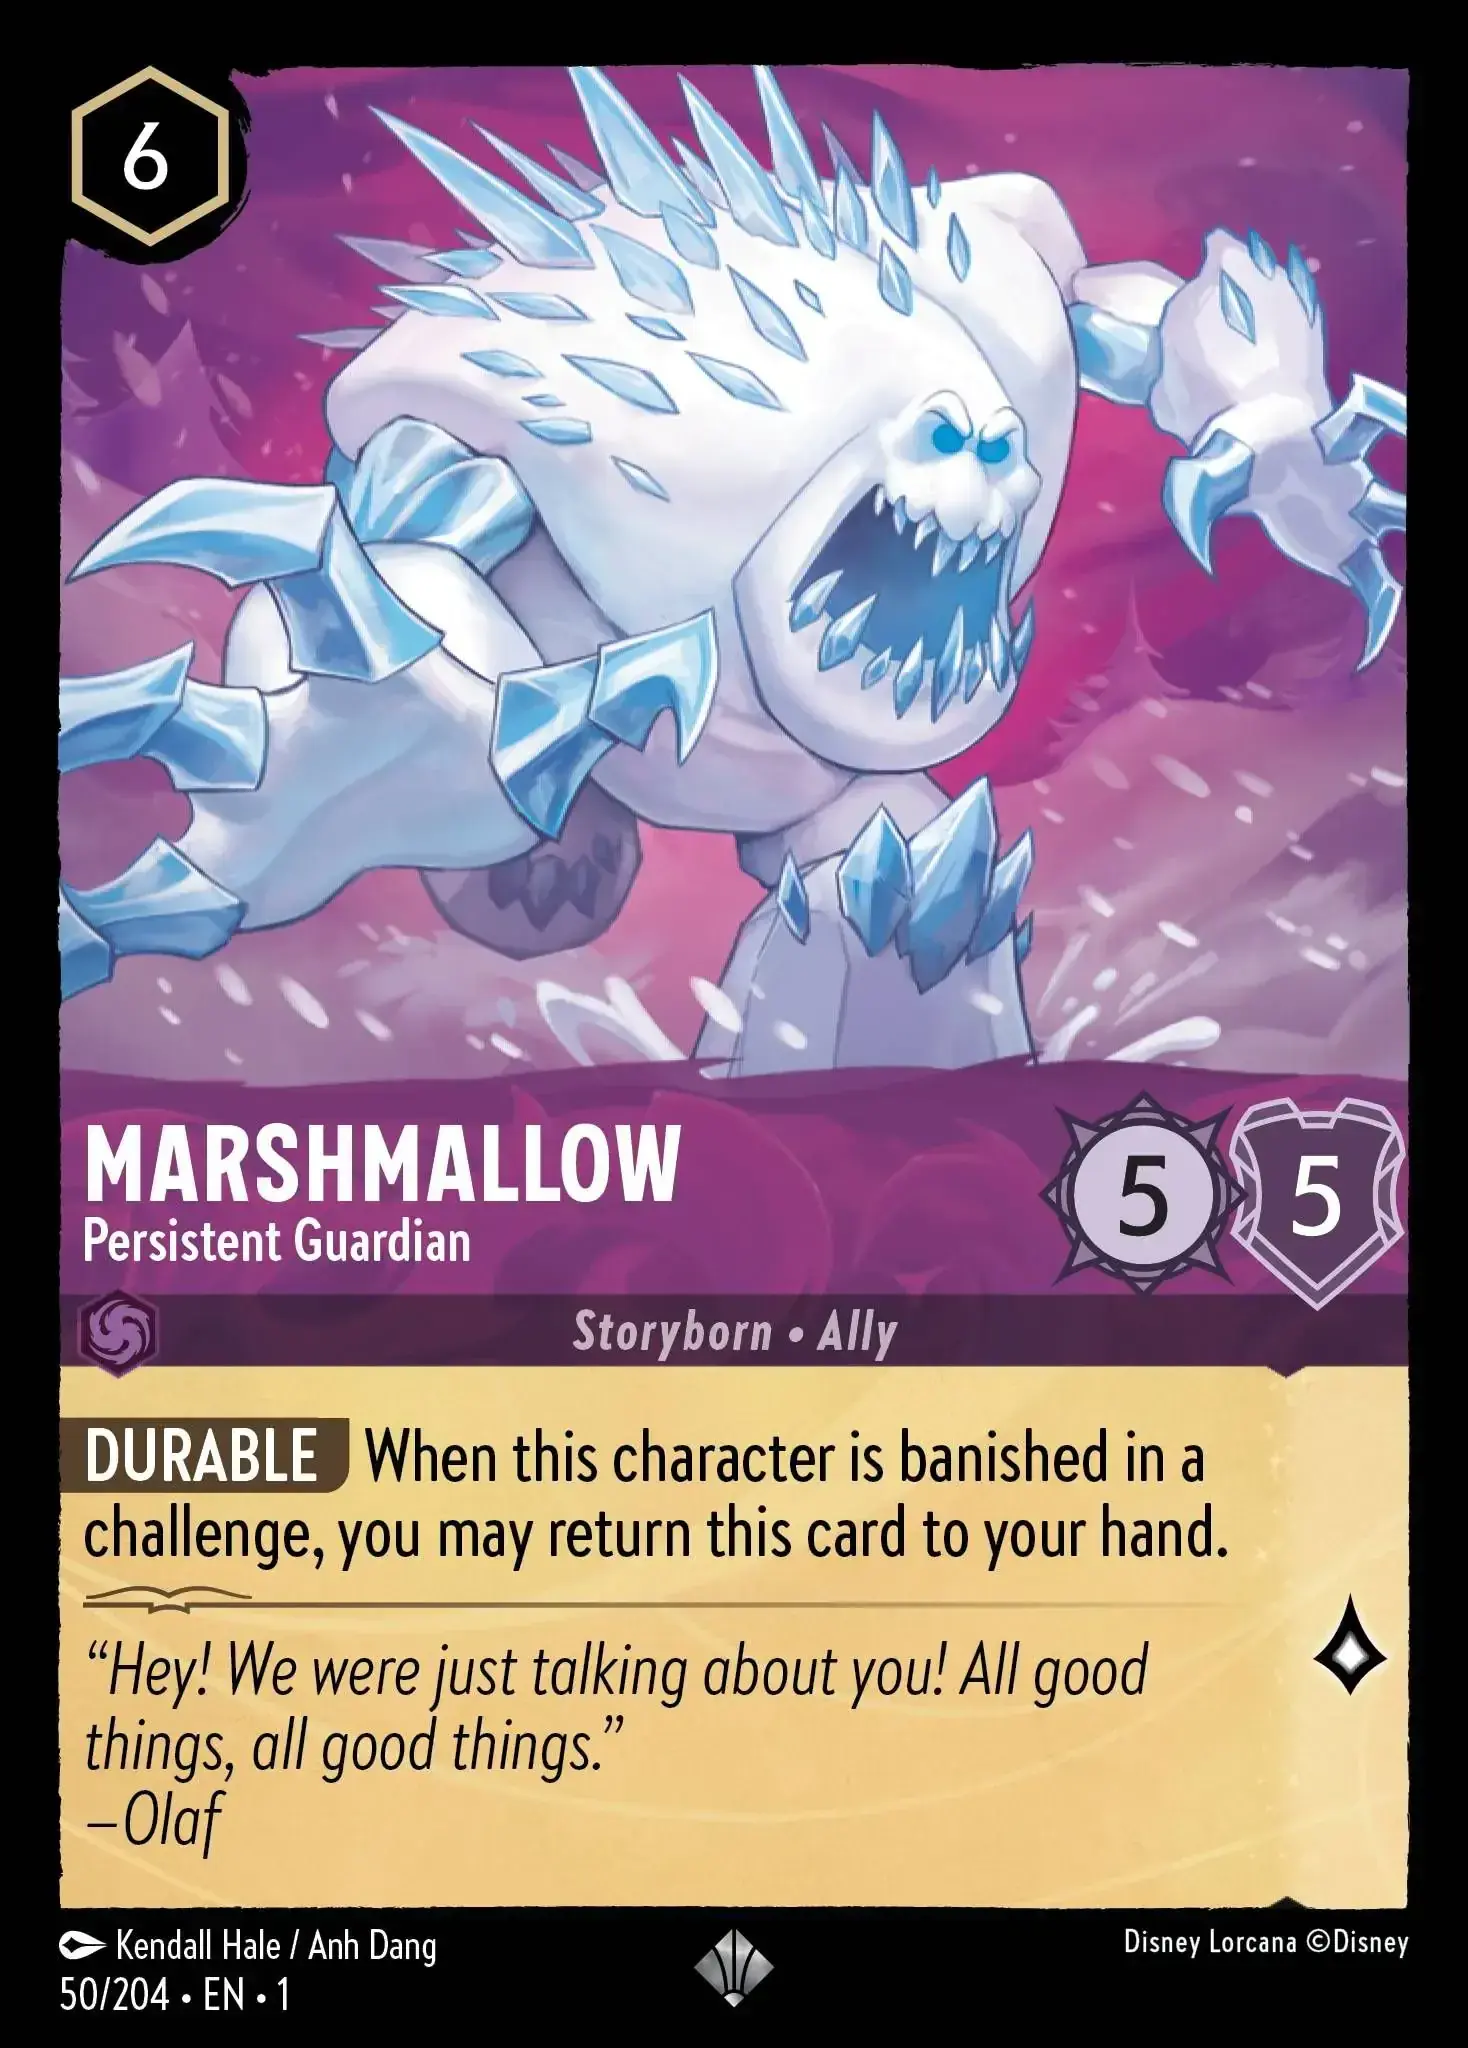 6
MARSHMALLOW
Persistent Guardian
5
5
Storyborn • Ally
DURABLE When this character is banished in a
challenge, you may return this card to your hand.
“Hey! We were just talking about you! All good
things, all good things.”
–Olaf
Kendall Hale / Anh Dang
Disney Lorcana ©Disney
50/204 • EN • 1